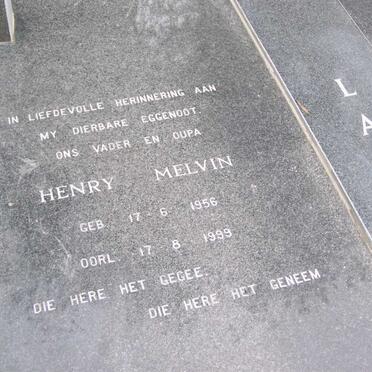 IN LIEFDEVOLLE HERINNERING AAN
MY DIERBARE EGGENOOT.
ONS VADER EN OUPA
HENRY MELVIN
GEB 17-6-1956
OORL. 17.8.1999
DIE HERE HET GEGEE.
DIE HERE HET GENEEM
L
A